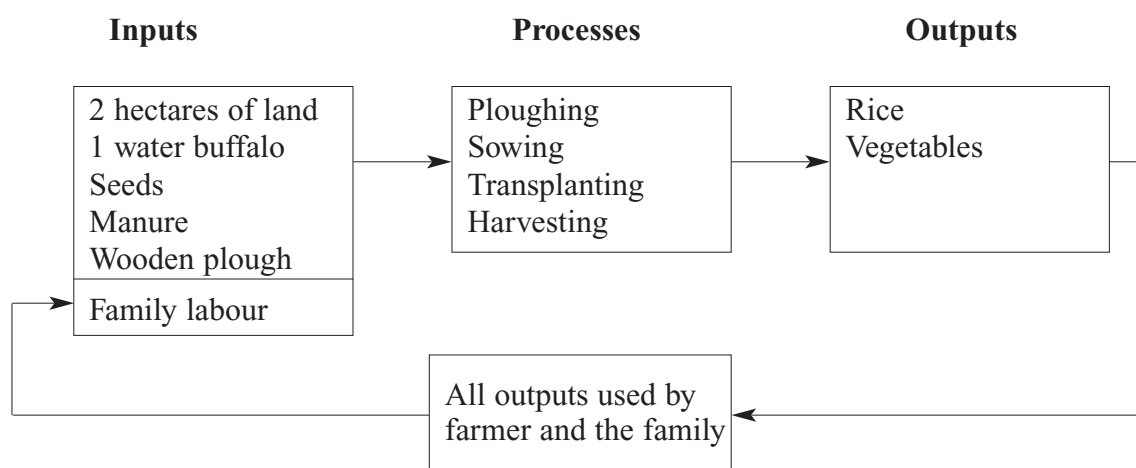 Inputs
Processes
Outputs
2 hectares of land
1 water buffalo
Seeds
Manure
Wooden plough
Family labour
Ploughing
Sowing
Transplanting
Harvesting
Rice
Vegetables
All outputs used by
farmer and the family